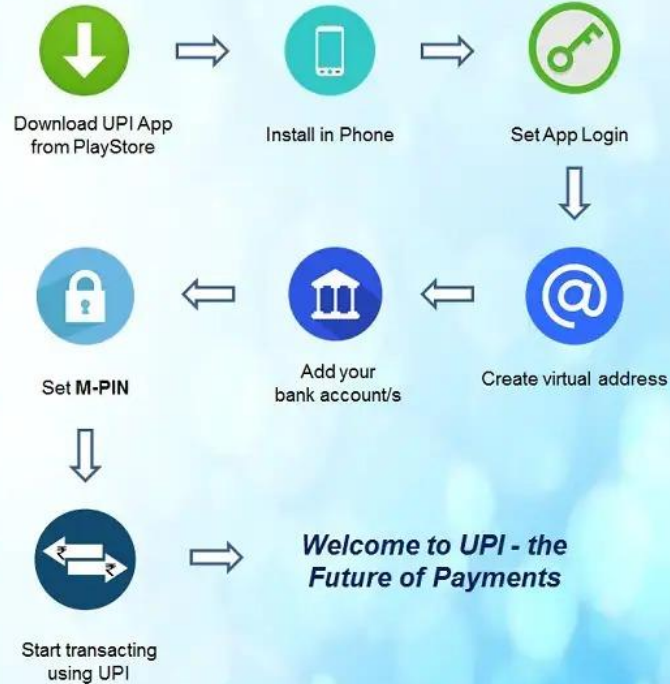 Download UPI App
from PlayStore
Install in Phone
Set App Login
Create virtual address
Add your
bank account/s
Set M-PIN
₹
₹
Start transacting
using UPI
Welcome to UPI - the
Future of Payments